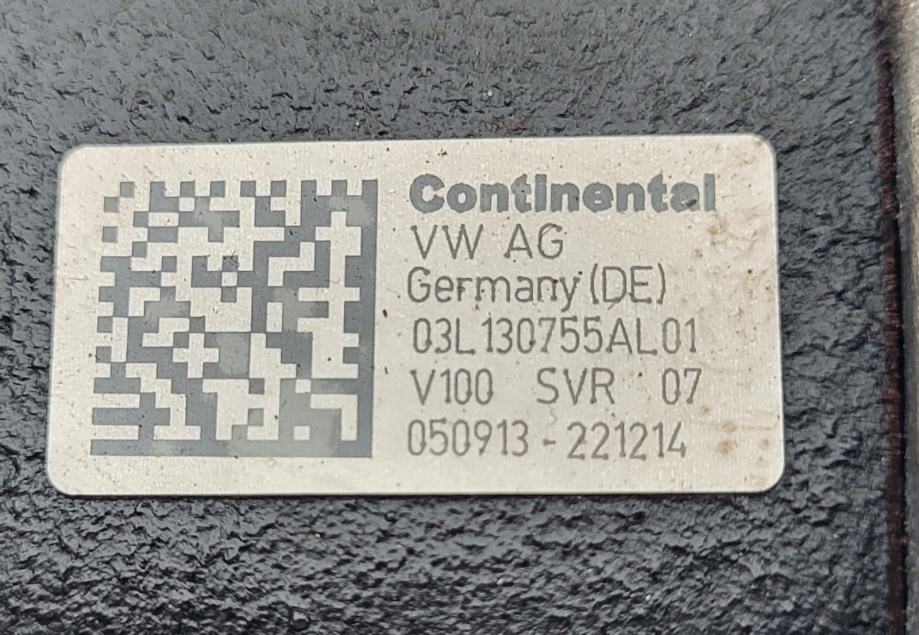 Continental
VW AG
Germany (DE)
03L130755AL01
V100 SVR 07
050913 - 221214